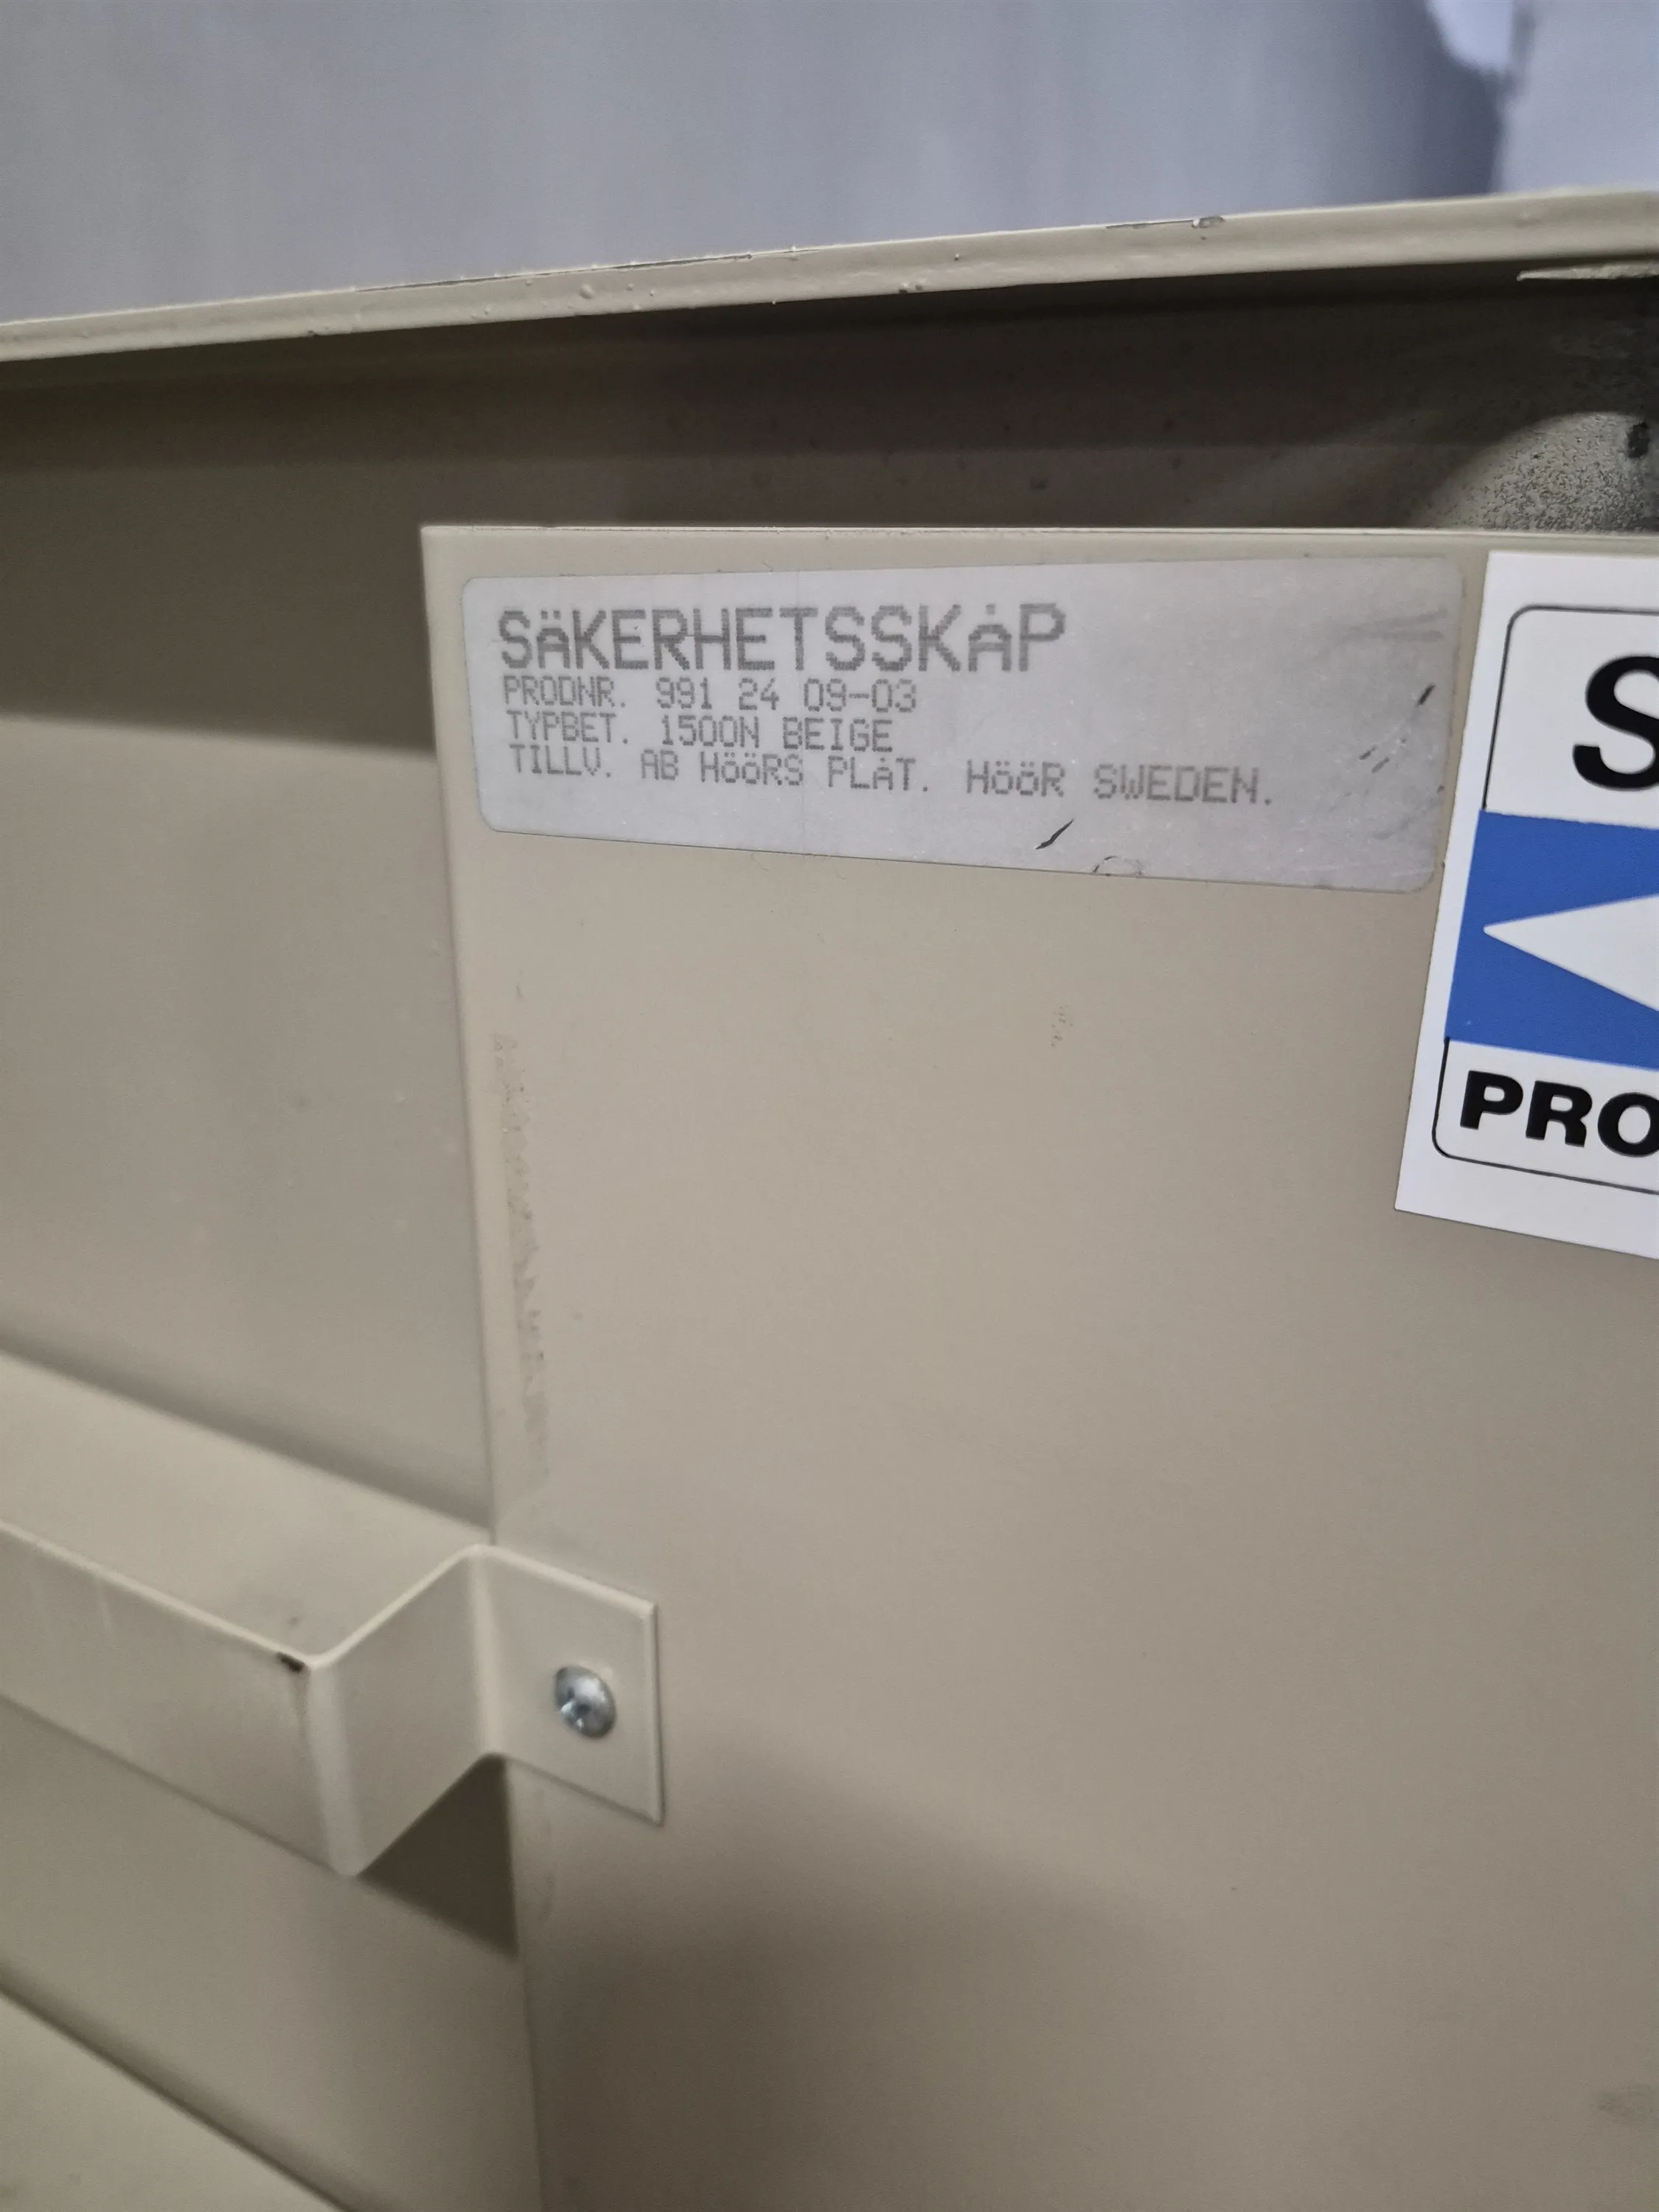 SÄKERHETSSKÅP
PRODNR. 991 24 09-03
TYPBET. 1500N BEIGE
TILLV. AB HÖÖRS PLÅT. HÖÖR SWEDEN.
S
PRO